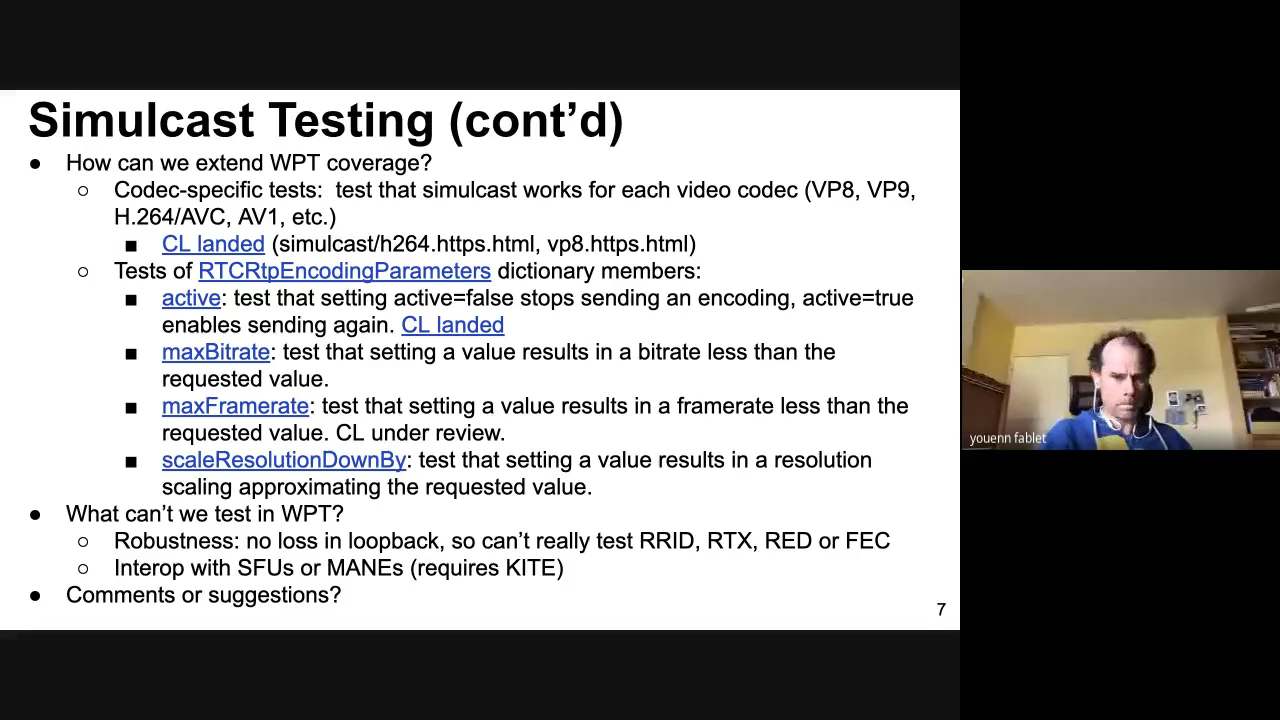 Simulcast Testing (cont’d)
● How can we extend WPT coverage?
○ Codec-specific tests: test that simulcast works for each video codec (VP8, VP9,
H.264/AVC, AV1, etc.)
■ CL landed (simulcast/h264.https.html, vp8.https.html)
○ Tests of RTCRtpEncodingParameters dictionary members:
■ active: test that setting active=false stops sending an encoding, active=true
enables sending again. CL landed
■ maxBitrate: test that setting a value results in a bitrate less than the
requested value.
■ maxFramerate: test that setting a value results in a framerate less than the
requested value. CL under review.
■ scaleResolutionDownBy: test that setting a value results in a resolution
scaling approximating the requested value.
● What can’t we test in WPT?
○ Robustness: no loss in loopback, so can’t really test RRID, RTX, RED or FEC
○ Interop with SFUs or MANEs (requires KITE)
● Comments or suggestions?
7
youenn fablet